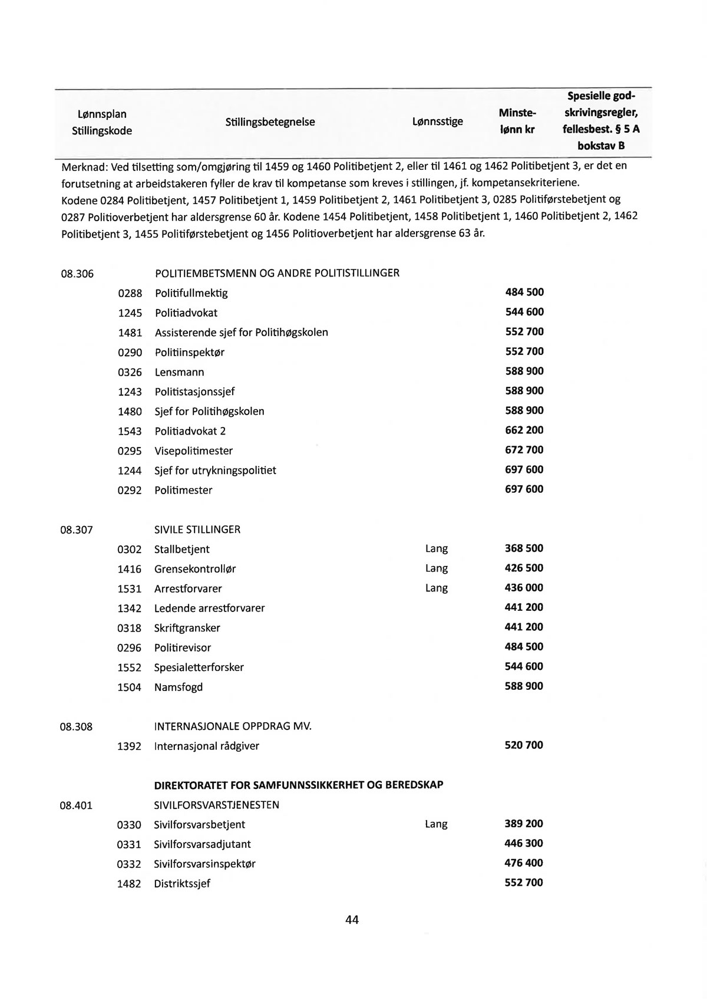 Lønnsplan
Stillingskode
Stillingsbetegnelse
Lønnsstige
Minste-
lønn kr
Spesielle god-
skrivingsregler,
fellesbest. § 5 A
bokstav B
Merknad: Ved tilsetting som/omgjøring til 1459 og 1460 Politibetjent 2, eller til 1461 og 1462 Politibetjent 3, er det en
forutsetning at arbeidstakeren fyller de krav til kompetanse som kreves i stillingen, jf. kompetansekriteriene.
Kodene 0284 Politibetjent, 1457 Politibetjent 1, 1459 Politibetjent 2, 1461 Politibetjent 3, 0285 Politiførstebetjent og
0287 Politioverbetjent har aldersgrense 60 år. Kodene 1454 Politibetjent, 1458 Politibetjent 1, 1460 Politibetjent 2, 1462
Politibetjent 3, 1455 Politiførstebetjent og 1456 Politioverbetjent har aldersgrense 63 år.
08.306 POLITIEMBETSMENN OG ANDRE POLITISTILLINGER
0288 Politifullmektig 484 500
1245 Politiadvokat 544 600
1481 Assisterende sjef for Politihøgskolen 552 700
0290 Politiinspektør 552 700
0326 Lensmann 588 900
1243 Politistasjonssjef 588 900
1480 Sjef for Politihøgskolen 588 900
1543 Politiadvokat 2 662 200
0295 Visepolitimester 672 700
1244 Sjef for utrykningspolitiet 697 600
0292 Politimester 697 600
08.307 SIVILE STILLINGER
0302 Stallbetjent Lang 368 500
1416 Grensekontrollør Lang 426 500
1531 Arrestforvarer Lang 436 000
1342 Ledende arrestforvarer 441 200
0318 Skriftgransker 441 200
0296 Politirevisor 484 500
1552 Spesialetterforsker 544 600
1504 Namsfogd 588 900
08.308 INTERNASJONALE OPPDRAG MV.
1392 Internasjonal rådgiver 520 700
DIREKTORATET FOR SAMFUNNSSIKKERHET OG BEREDSKAP
08.401 SIVILFORSVARSTJENESTEN
0330 Sivilforsvarsbetjent Lang 389 200
0331 Sivilforsvarsadjutant 446 300
0332 Sivilforsvarsinspektør 476 400
1482 Distriktssjef 552 700
44